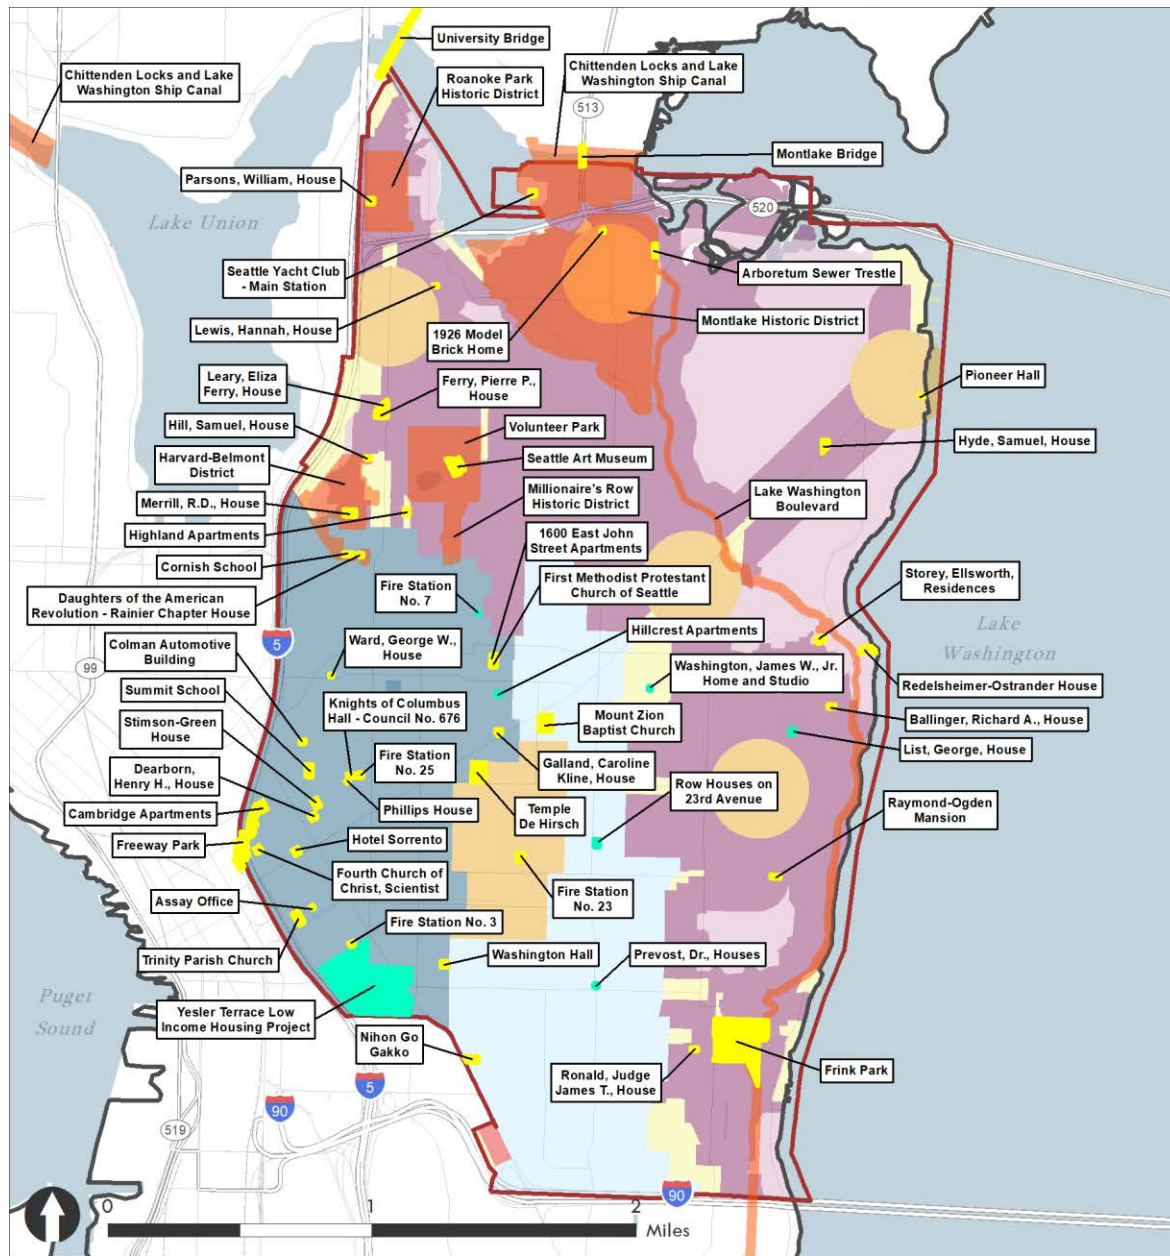 University Bridge
Chittenden Locks and Lake
Washington Ship Canal
Roanoke Park
Historic District
Chittenden Locks and Lake
Washington Ship Canal
513
Montlake Bridge
Parsons, William, House
520
Lake Union
Seattle Yacht Club
- Main Station
Arboretum Sewer Trestle
Lewis, Hannah, House
1926 Model
Brick Home
Montlake Historic District
Leary, Eliza
Ferry, House
Ferry, Pierre P.,
House
Pioneer Hall
Hill, Samuel, House
Volunteer Park
Hyde, Samuel, House
Harvard-Belmont
District
Seattle Art Museum
Merrill, R.D., House
Millionaire's Row
Historic District
Lake Washington
Boulevard
Highland Apartments
1600 East John
Street Apartments
Cornish School
First Methodist Protestant
Church of Seattle
Storey, Ellsworth,
Residences
Daughters of the American
Revolution - Rainier Chapter House
Fire Station
No. 7
Hillcrest Apartments
Lake
Washington
5
99
Colman Automotive
Building
Ward, George W.,
House
Washington, James W., Jr.
Home and Studio
Redelsheimer-Ostrander House
Summit School
Knights of Columbus
Hall - Council No. 676
Mount Zion
Baptist Church
Ballinger, Richard A., House
Stimson-Green
House
Fire Station
No. 25
Galland, Caroline
Kline, House
List, George, House
Dearborn,
Henry H., House
Row Houses on
23rd Avenue
Cambridge Apartments
Phillips House
Temple
De Hirsch
Raymond-Ogden
Mansion
Freeway Park
Hotel Sorrento
Fourth Church of
Christ, Scientist
Fire Station
No. 23
Assay Office
Fire Station No. 3
Trinity Parish Church
Washington Hall
Prevost, Dr., Houses
Puget
Sound
Yesler Terrace Low
Income Housing Project
Nihon Go
Gakko
Ronald, Judge
James T., House
Frink Park
5
90
519
90
0
1
2
Miles